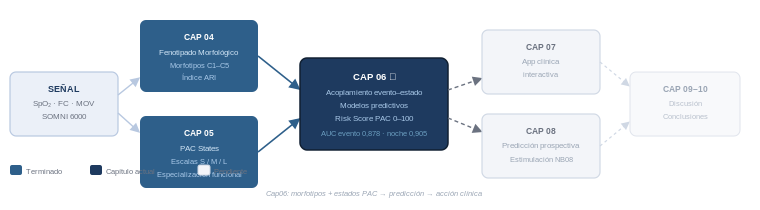 SEÑAL
SpO₂ · FC · MOV
SOMNI 6000
CAP 04
Fenotipado Morfológico
Morfotipos C1–C5
Índice ARI
CAP 05
PAC States
Escalas S / M / L
Especialización funcional
CAP 06
Acoplamiento evento–estado
Modelos predictivos
Risk Score PAC 0–100
AUC evento 0,878 · noche 0,905
CAP 07
App clínica
interactiva
CAP 08
Predicción prospectiva
Estimulación NB08
CAP 09–10
Discusión
Conclusiones
Terminado
Capítulo actual
Cap06: morfotipos + estados PAC → predicción → acción clínica